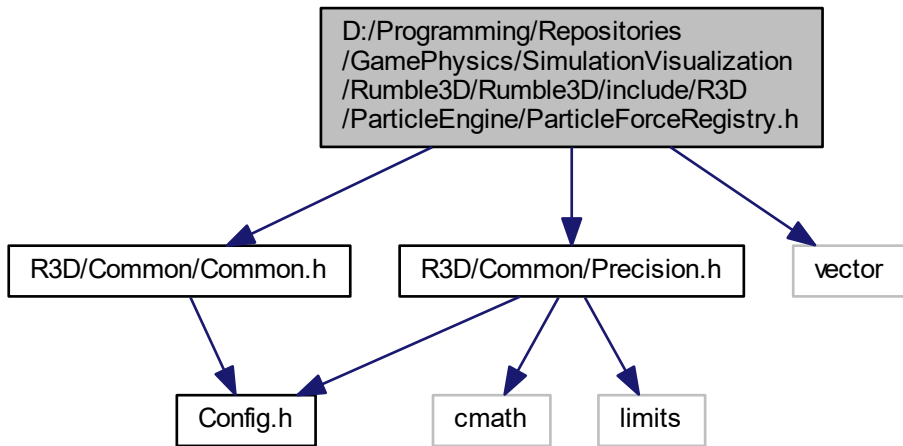 D:/Programming/Repositories
/GamePhysics/SimulationVisualization
/Rumble3D/Rumble3D/include/R3D
/ParticleEngine/ParticleForceRegistry.h
R3D/Common/Common.h
R3D/Common/Precision.h
vector
Config.h
cmath
limits